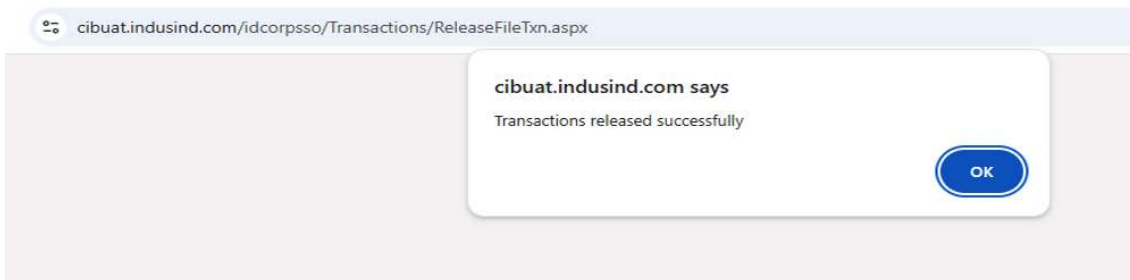 cibuat.indusind.com/idcorpsso/Transactions/ReleaseFileTxn.aspx
cibuat.indusind.com says
Transactions released successfully
OK